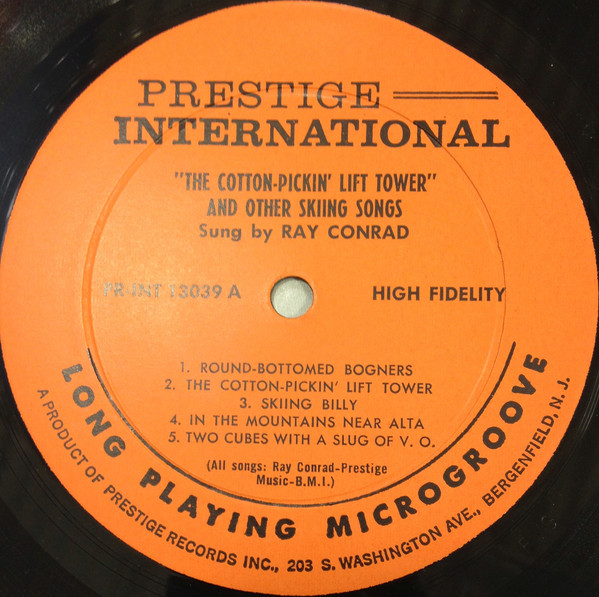 PRESTIGE
INTERNATIONAL
"THE COTTON-PICKIN' LIFT TOWER"
AND OTHER SKIING SONGS
Sung by RAY CONRAD
PR-INT 13039 A
HIGH FIDELITY
1. ROUND-BOTTOMED BOGNERS
2. THE COTTON-PICKIN' LIFT TOWER
3. SKIING BILLY
4. IN THE MOUNTAINS NEAR ALTA
5. TWO CUBES WITH A SLUG OF V. O.
(All songs: Ray Conrad-Prestige
Music-B.M.I.)
LONG PLAYING MICROGROOVE
A PRODUCT OF PRESTIGE RECORDS INC., 203 S. WASHINGTON AVE., BERGENFIELD, N. J.